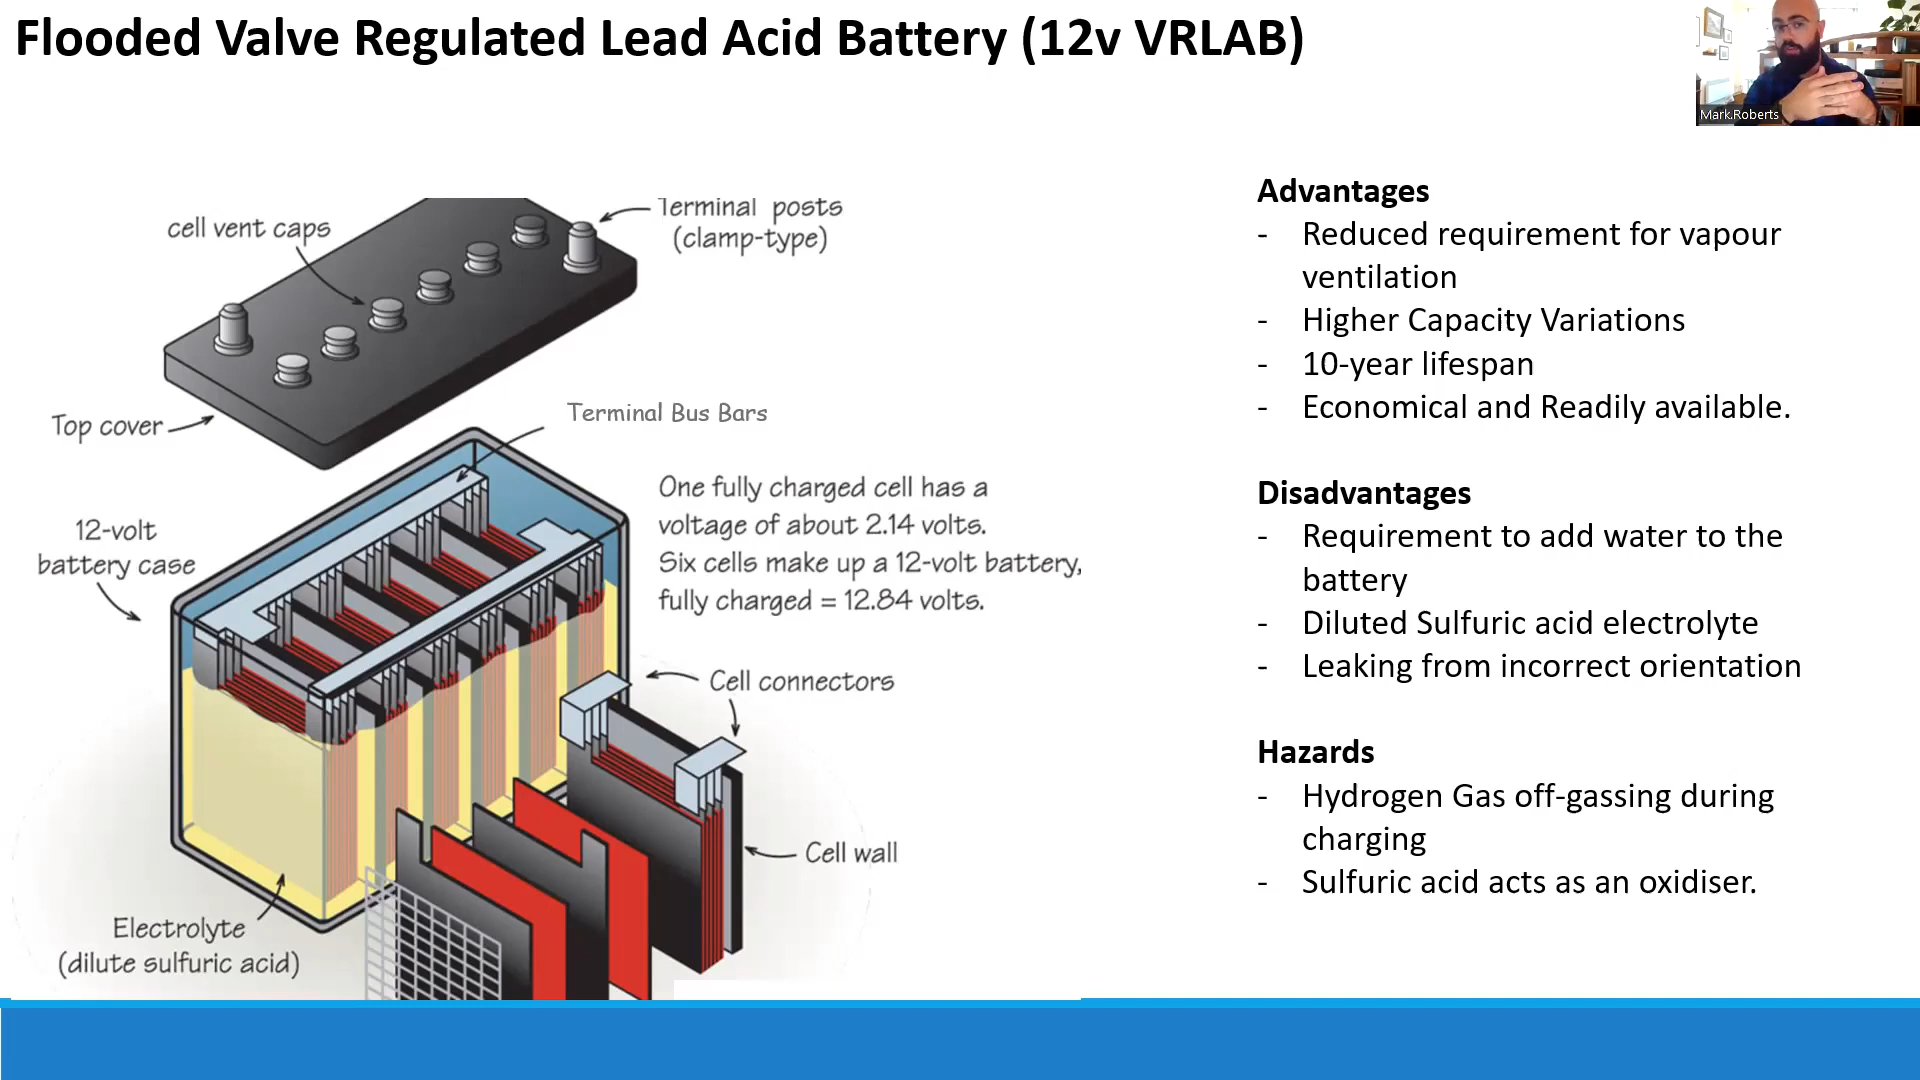 Flooded Valve Regulated Lead Acid Battery (12v VRLAB)
Mark.Roberts
cell vent caps
Terminal posts
(clamp-type)
Top cover
Terminal Bus Bars
12-volt
battery case
One fully charged cell has a
voltage of about 2.14 volts.
Six cells make up a 12-volt battery,
fully charged = 12.84 volts.
Cell connectors
Cell wall
Electrolyte
(dilute sulfuric acid)
Advantages
- Reduced requirement for vapour
ventilation
- Higher Capacity Variations
- 10-year lifespan
- Economical and Readily available.
Disadvantages
- Requirement to add water to the
battery
- Diluted Sulfuric acid electrolyte
- Leaking from incorrect orientation
Hazards
- Hydrogen Gas off-gassing during
charging
- Sulfuric acid acts as an oxidiser.